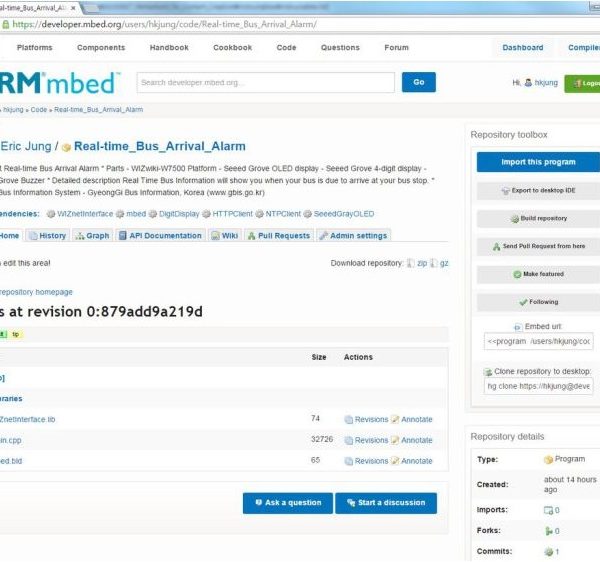 al-time_Bus_Arrival_Ala
https://developer.mbed.org/users/hkjung/code/Real-time_Bus_Arrival_Alarm/
Platforms Components Handbook Cookbook Code Questions Forum Dashboard Compiler
RM®mbed™ Search developer.mbed.org... Go Hi, hkjung Logou
» hkjung » Code » Real-time_Bus_Arrival_Alarm
Eric Jung / Real-time_Bus_Arrival_Alarm
t Real-time Bus Arrival Alarm * Parts - WIZwiki-W7500 Platform - Seeed Grove OLED display - Seeed Grove 4-digit display -
Grove Buzzer * Detailed description Real Time Bus Information will show you when your bus is due to arrive at your bus stop. *
Bus Information System - GyeongGi Bus Information, Korea (www.gbis.go.kr)
pendencies: WIZnetInterface mbed DigitDisplay HTTPClient NTPClient SeeedGrayOLED
Home History Graph API Documentation Wiki Pull Requests Admin settings
edit this area!
Download repository: zip gz
repository homepage
s at revision 0:879add9a219d
tip
Size Actions
]
braries
ZnetInterface.lib 74 Revisions Annotate
in.cpp 32726 Revisions Annotate
ed.bld 65 Revisions Annotate
Ask a question Start a discussion
Repository toolbox
Import this program
Export to desktop IDE
Build repository
Send Pull Request from here
Make featured
Following
Embed url:
<<program /users/hkjung/cod
Clone repository to desktop:
hg clone https://hkjung@deve
Repository details
Type: Program
Created: about 14 hours
ago
Imports: 0
Forks: 0
Commits: 1